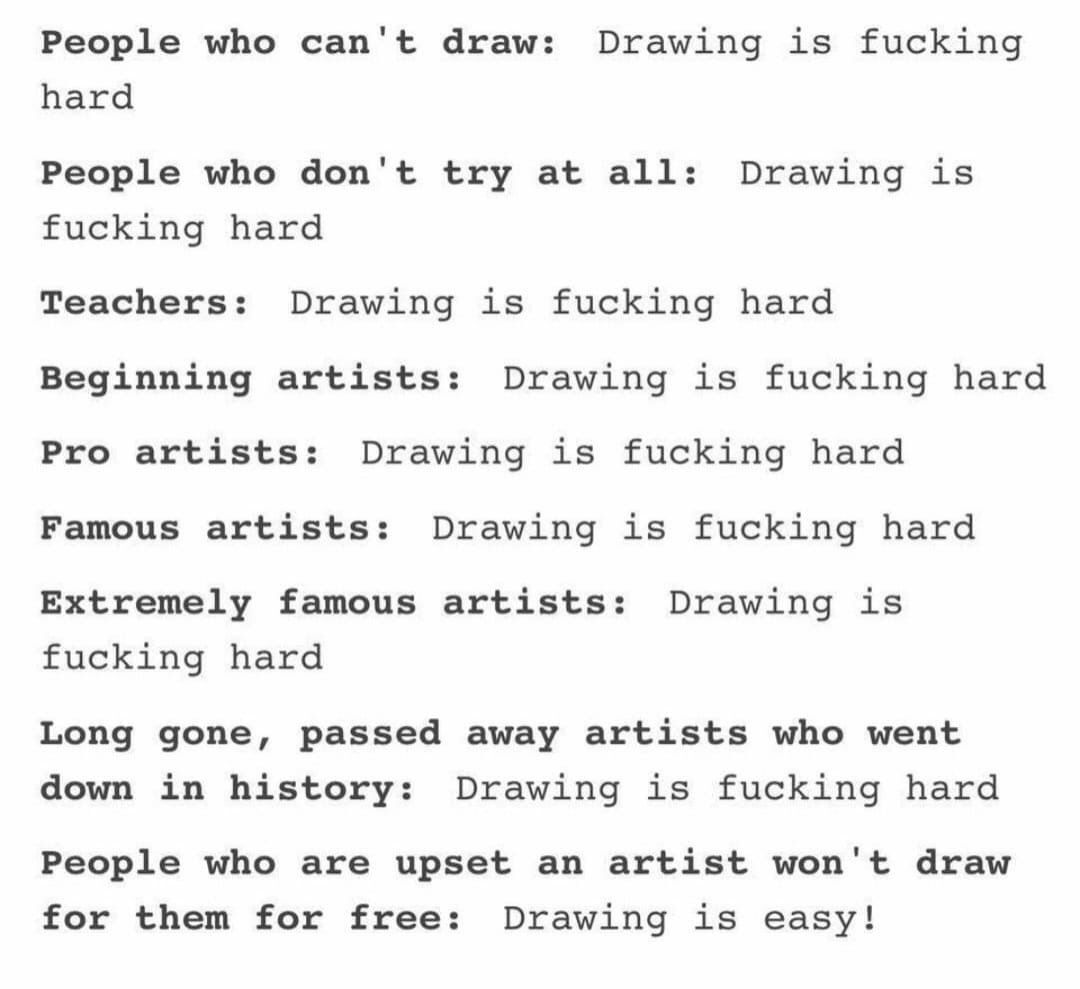 People who can't draw: Drawing is fucking
hard
People who don't try at all: Drawing is
fucking hard
Teachers: Drawing is fucking hard
Beginning artists: Drawing is fucking hard
Pro artists: Drawing is fucking hard
Famous artists: Drawing is fucking hard
Extremely famous artists: Drawing is
fucking hard
Long gone, passed away artists who went
down in history: Drawing is fucking hard
People who are upset an artist won't draw
for them for free: Drawing is easy!